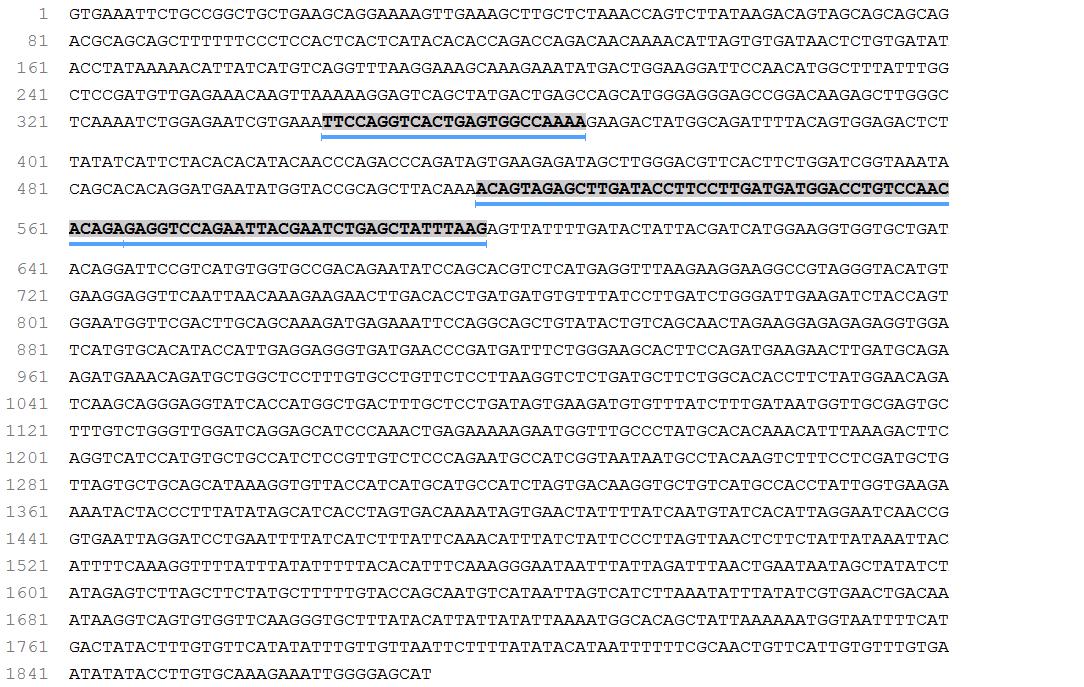 1 GTGAAATTCTGCCGGCTGCTGAAGCAGGAAAAGTTGAAAGCTTGCTCTAAACCAGTCTTATAAGACAGTAGCAGCAGCAG
81 ACGCAGCAGCTTTTTTCCCTCCACTCACTCATACACACCAGACCAGACAACAAAACATTAGTGTGATAACTCTGTGATAT
161 ACCTATAAAAACATTATCATGTCAGGTTTAAGGAAAGCAAAGAAATATGACTGGAAGGATTCCAACATGGCTTTATTTGG
241 CTCCGATGTTGAGAAACAAGTTAAAAAGGAGTCAGCTATGACTGAGCCAGCATGGGAGGGAGCCGGACAAGAGCTTGGGC
321 TCAAAATCTGGAGAATCGTGAAATTCCAGGTCACTGAGTGGCCAAAAGAAGACTATGGCAGATTTTACAGTGGAGACTCT
401 TATATCATTCTACACACATACAACCCAGACCCAGATAGTGAAGAGATAGCTTGGGACGTTCACTTCTGGATCGGTAAATA
481 CAGCACACAGGATGAATATGGTACCGCAGCTTACAAAACAGTAGAGCTTGATACCTTCCTTGATGATGGACCTGTCCAAC
561 ACAGAGAGGTCCAGAATTACGAATCTGAGCTATTTAAGAGTTATTTTGATACTATTACGATCATGGAAGGTGGTGCTGAT
641 ACAGGATTCCGTCATGTGGTGCCGACAGAATATCCAGCACGTCTCATGAGGTTTAAGAAGGAAGGCCGTAGGGTACATGT
721 GAAGGAGGTTCAATTAACAAAGAAGAACTTGACACCTGATGATGTGTTTATCCTTGATCTGGGATTGAAGATCTACCAGT
801 GGAATGGTTCGACTTGCAGCAAAGATGAGAAATTCCAGGCAGCTGTATACTGTCAGCAACTAGAAGGAGAGAGAGGTGGA
881 TCATGTGCACATACCATTGAGGAGGGTGATGAACCCGATGATTTCTGGGAAGCACTTCCAGATGAAGAACTTGATGCAGA
961 AGATGAAACAGATGCTGGCTCCTTTGTGCCTGTTCTCCTTAAGGTCTCTGATGCTTCTGGCACACCTTCTATGGAACAGA
1041 TCAAGCAGGGAGGTATCACCATGGCTGACTTTGCTCCTGATAGTGAAGATGTGTTTATCTTTGATAATGGTTGCGAGTGC
1121 TTTGTCTGGGTTGGATCAGGAGCATCCCAAACTGAGAAAAAGAATGGTTTGCCCTATGCACACAAACATTTAAAGACTTC
1201 AGGTCATCCATGTGCTGCCATCTCCGTTGTCTCCCAGAATGCCATCGGTAATAATGCCTACAAGTCTTTCCTCGATGCTG
1281 TTAGTGCTGCAGCATAAAGGTGTTACCATCATGCATGCCATCTAGTGACAAGGTGCTGTCATGCCACCTATTGGTGAAGA
1361 AAATACTACCCTTTATATAGCATCACCTAGTGACAAAATAGTGAACTATTTTATCAATGTATCACATTAGGAATCAACCG
1441 GTGAATTAGGATCCTGAATTTTATCATCTTTATTCAAACATTTATCTATTCCCTTAGTTAACTCTTCTATTATAAATTAC
1521 ATTTTCAAAGGTTTTATTTATATTTTTACACATTTCAAAGGGAATAATTTATTAGATTTAACTGAATAATAGCTATATCT
1601 ATAGAGTCTTAGCTTCTATGCTTTTTGTACCAGCAATGTCATAATTAGTCATCTTAAATATTTATATCGTGAACTGACAA
1681 ATAAGGTCAGTGTGGTTCAAGGGTGCTTTATACATTATTATATTAAAATGGCACAGCTATTAAAAAATGGTAATTTTCAT
1761 GACTATACTTTGTGTTCATATATTTGTTGTTAATTCTTTTATATACATAATTTTTTCGCAACTGTTCATTGTGTTTGTGA
1841 ATATATACCTTGTGCAAAGAAATTGGGGAGCAT